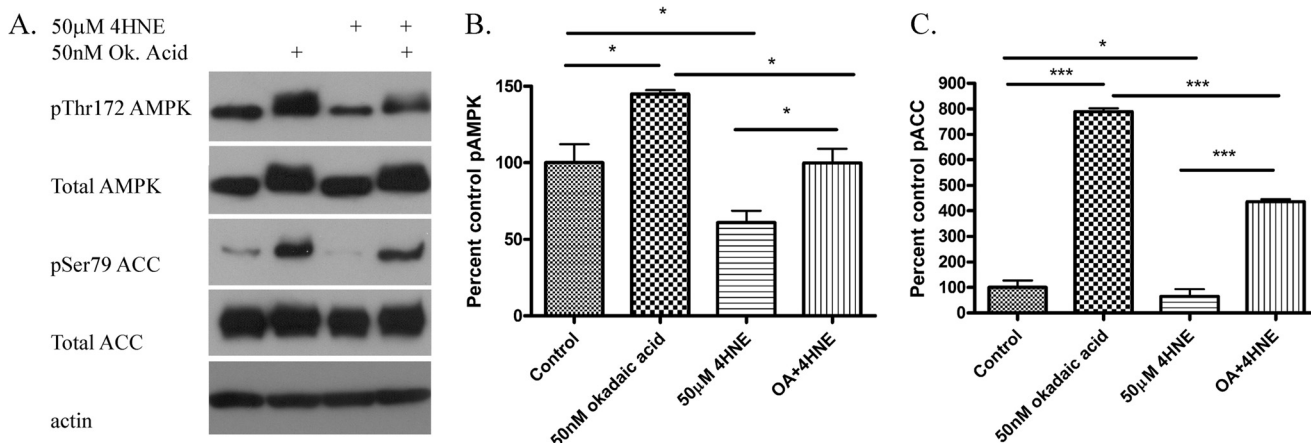 A.
50μM 4HNE + +
50nM Ok. Acid + +
pThr172 AMPK
Total AMPK
pSer79 ACC
Total ACC
actin
B.
*
*
*
*
Percent control pAMPK
150
100
50
0
Control
50nM okadaic acid
50μM 4HNE
OA+4HNE
C.
*
***
***
***
Percent control pACC
900
800
700
600
500
400
300
200
100
0
Control
50nM okadaic acid
50μM 4HNE
OA+4HNE